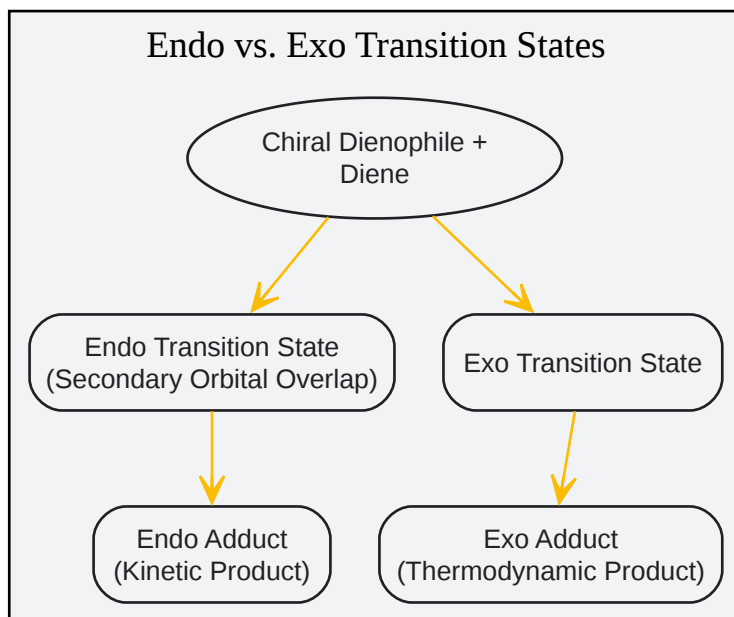 Endo vs. Exo Transition States
Chiral Dienophile +
Diene
Endo Transition State
(Secondary Orbital Overlap)
Exo Transition State
Endo Adduct
(Kinetic Product)
Exo Adduct
(Thermodynamic Product)